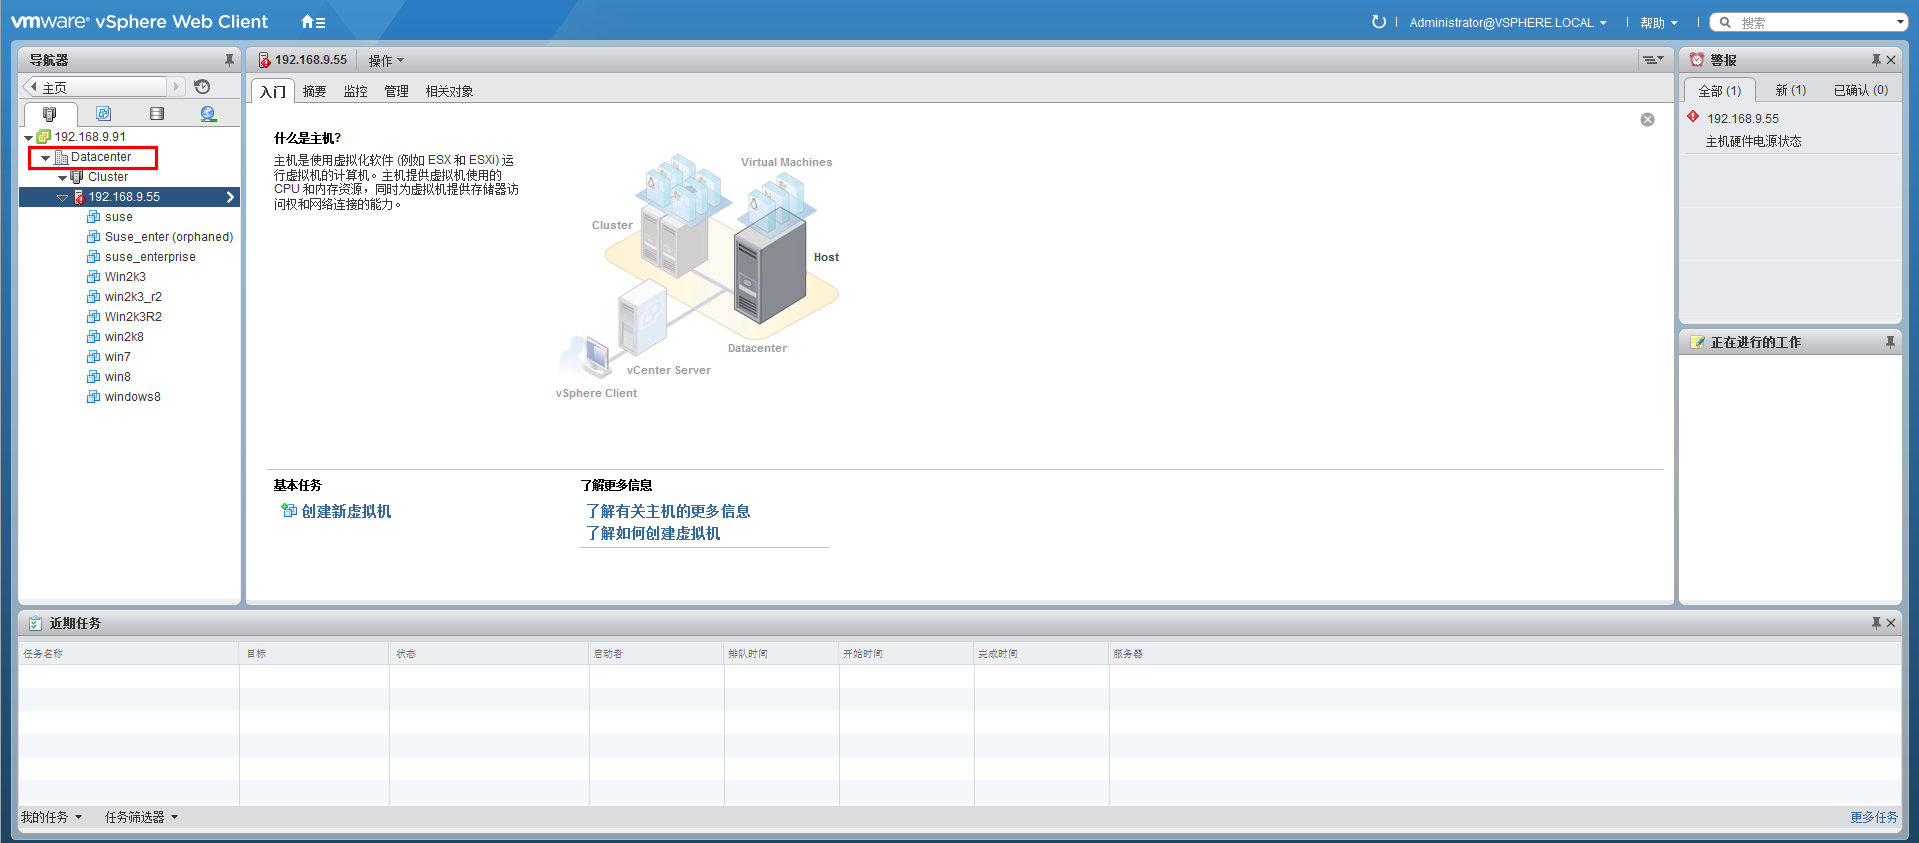 vmware® vSphere Web Client
Administrator@VSPHERE.LOCAL
帮助
搜索
导航器
主页
192.168.9.91
Datacenter
Cluster
192.168.9.55
suse
Suse_enter (orphaned)
suse_enterprise
Win2k3
win2k3_r2
Win2k3R2
win2k8
win7
win8
windows8
192.168.9.55
操作
入门
摘要
监控
管理
相关对象
什么是主机?
主机是使用虚拟化软件 (例如 ESX 和 ESXi) 运
行虚拟机的计算机。主机提供虚拟机使用的
CPU 和内存资源，同时为虚拟机提供存储器访
问权和网络连接的能力。
Virtual Machines
Cluster
Host
Datacenter
vCenter Server
vSphere Client
基本任务
创建新虚拟机
了解更多信息
了解有关主机的更多信息
了解如何创建虚拟机
警报
全部 (1)
新 (1)
已确认 (0)
192.168.9.55
主机硬件电源状态
正在进行的工作
近期任务
任务名称
目标
状态
启动者
排队时间
开始时间
完成时间
服务器
我的任务
任务筛选器
更多任务